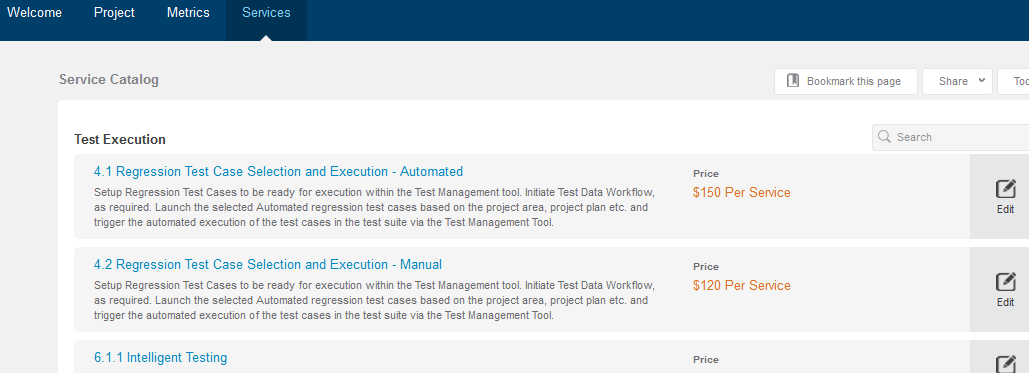 Welcome Project Metrics Services
Service Catalog
Bookmark this page
Share
Test Execution
Search
4.1 Regression Test Case Selection and Execution - Automated
Price
Setup Regression Test Cases to be ready for execution within the Test Management tool. Initiate Test Data Workflow,
$150 Per Service
as required. Launch the selected Automated regression test cases based on the project area, project plan etc. and
trigger the automated execution of the test cases in the test suite via the Test Management Tool.
Edit
4.2 Regression Test Case Selection and Execution - Manual
Price
Setup Regression Test Cases to be ready for execution within the Test Management tool. Initiate Test Data Workflow,
$120 Per Service
as required. Launch the selected Automated regression test cases based on the project area, project plan etc. and
trigger the automated execution of the test cases in the test suite via the Test Management Tool.
Edit
6.1.1 Intelligent Testing
Price